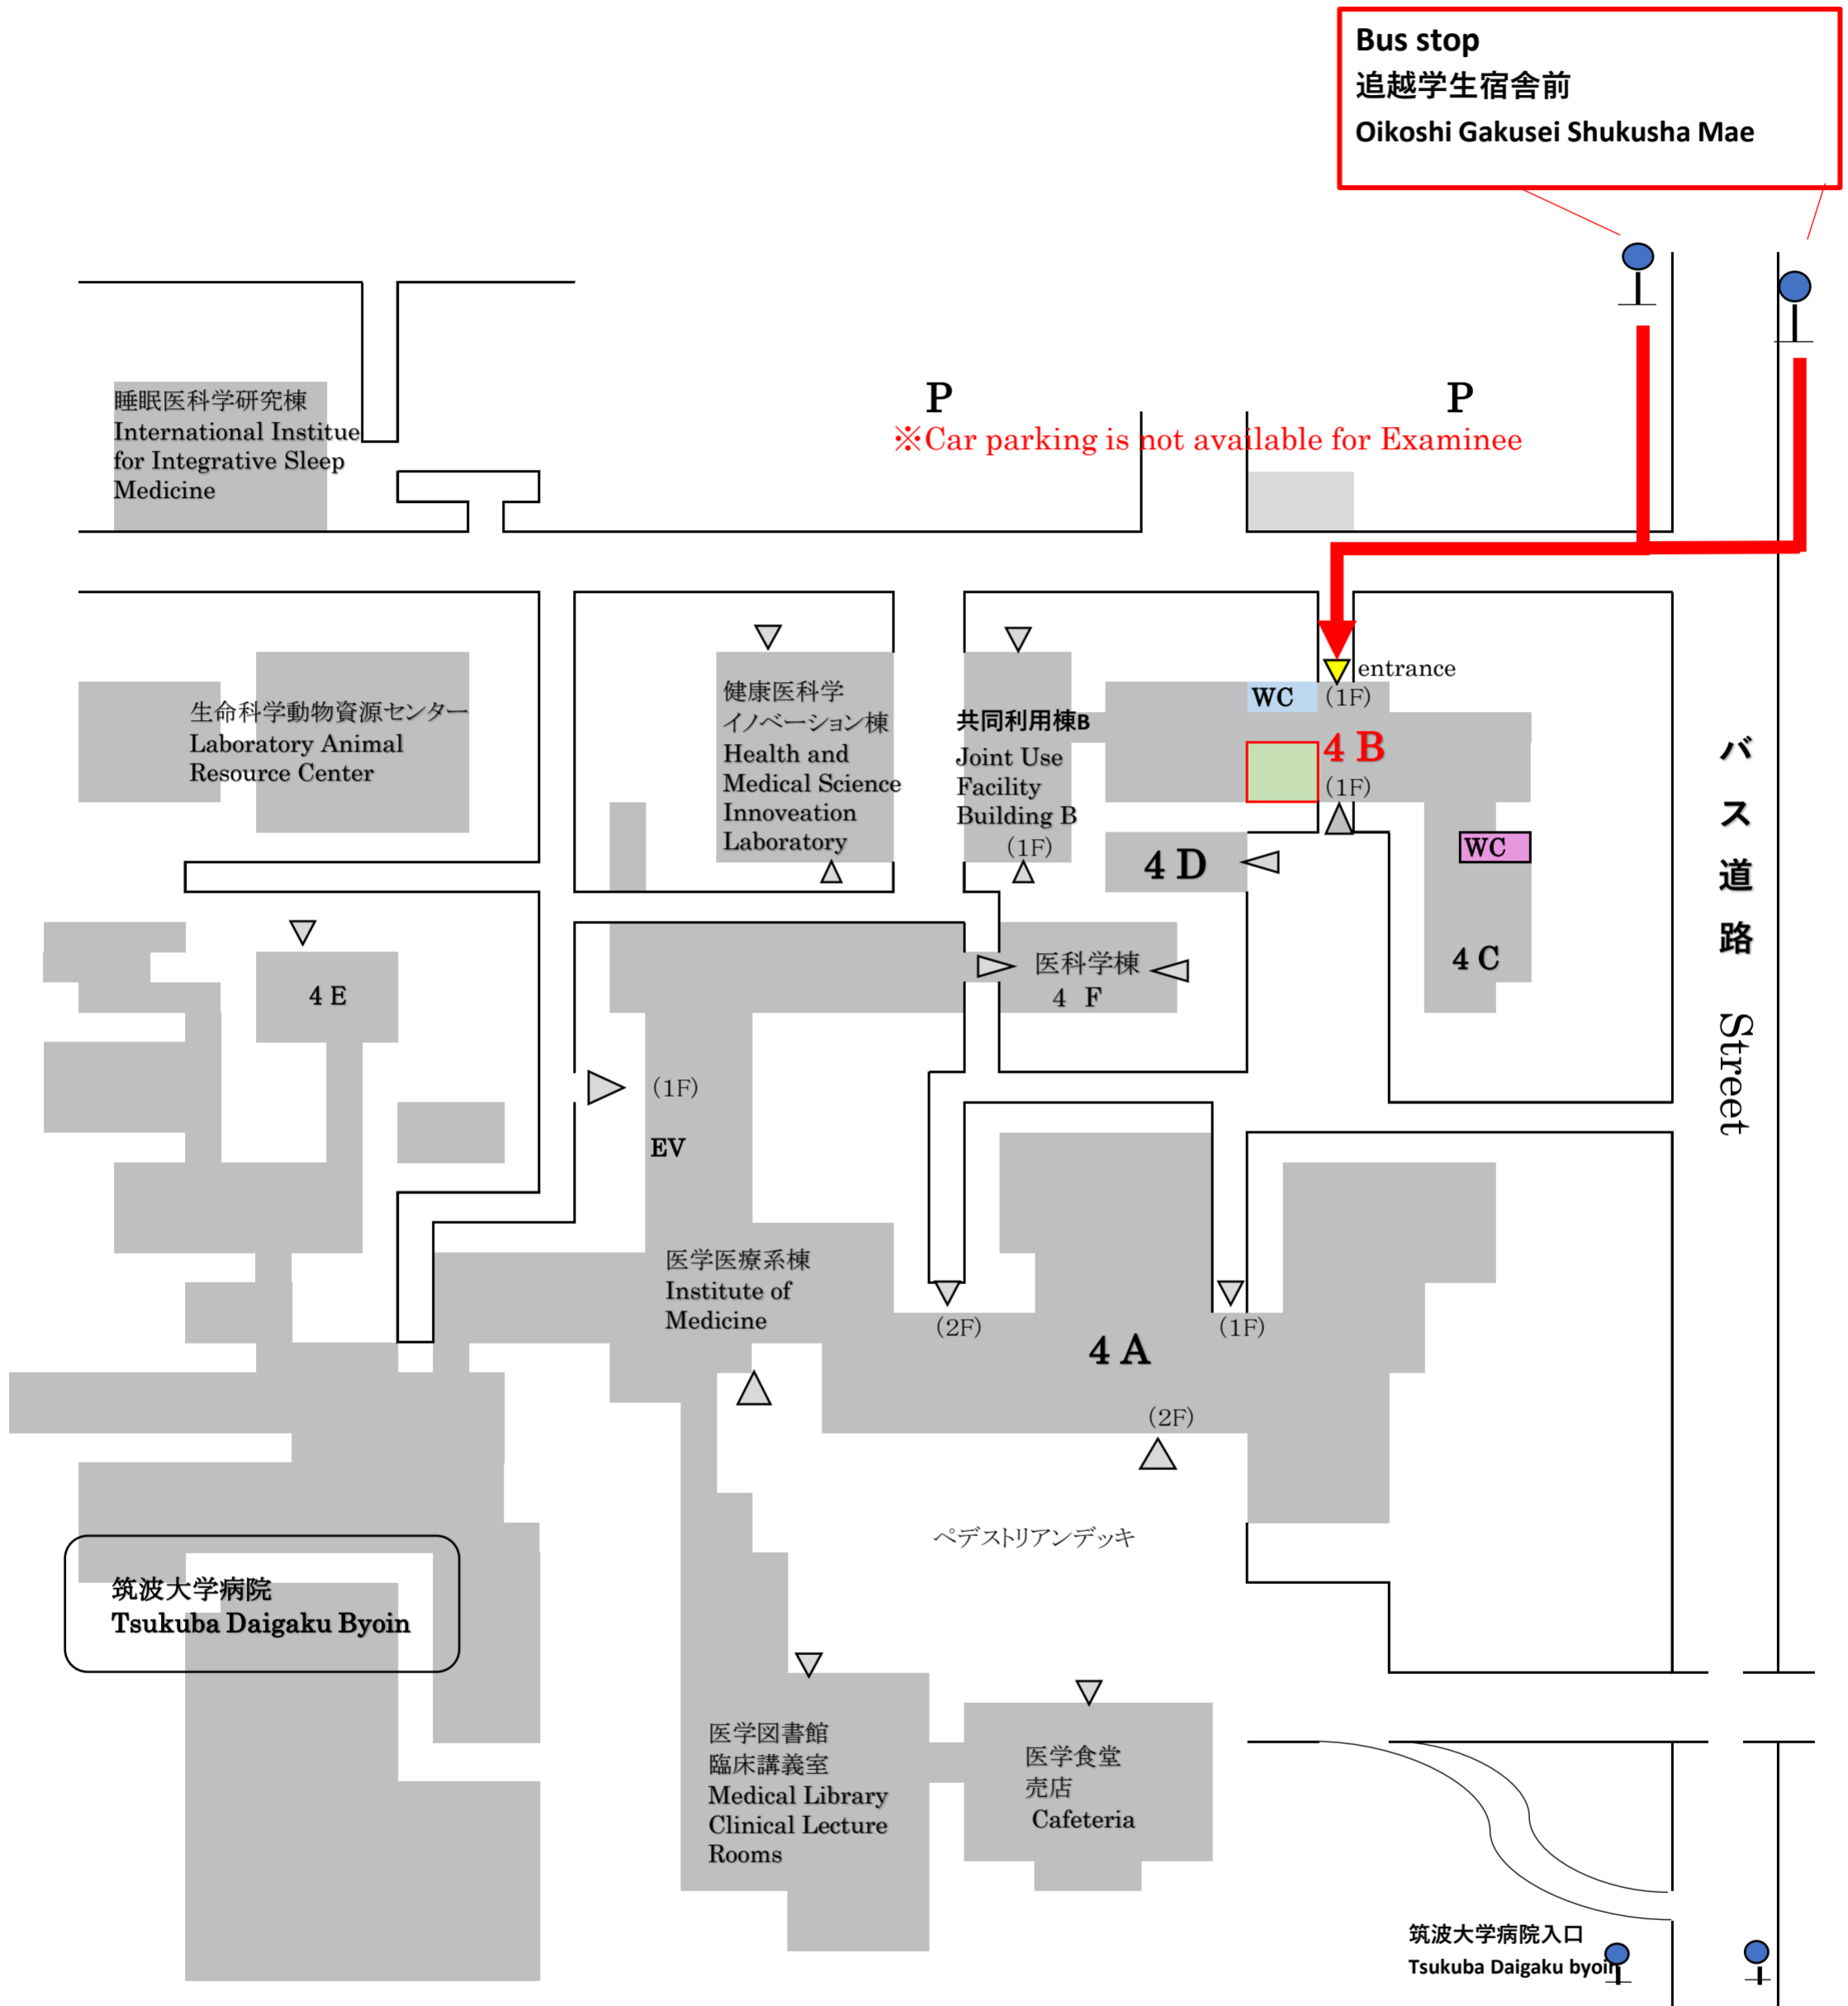 Bus stop
追越学生宿舎前
Oikoshi Gakusei Shukusha Mae
P
P
※Car parking is not available for Examinee
睡眠医科学研究棟
International Institue
for Integrative Sleep
Medicine
entrance
WC
(1F)
4 B
(1F)
生命科学動物資源センター
Laboratory Animal
Resource Center
健康医科学
イノベーション棟
Health and
Medical Science
Innoveation
Laboratory
共同利用棟B
Joint Use
Facility
Building B
(1F)
4 D
WC
4 C
バス道路 Street
4 E
医科学棟
4 F
(1F)
EV
医学医療系棟
Institute of
Medicine
(2F)
(1F)
4 A
(2F)
ペデストリアンデッキ
筑波大学病院
Tsukuba Daigaku Byoin
医学図書館
臨床講義室
Medical Library
Clinical Lecture
Rooms
医学食堂
売店
Cafeteria
筑波大学病院入口
Tsukuba Daigaku byoin